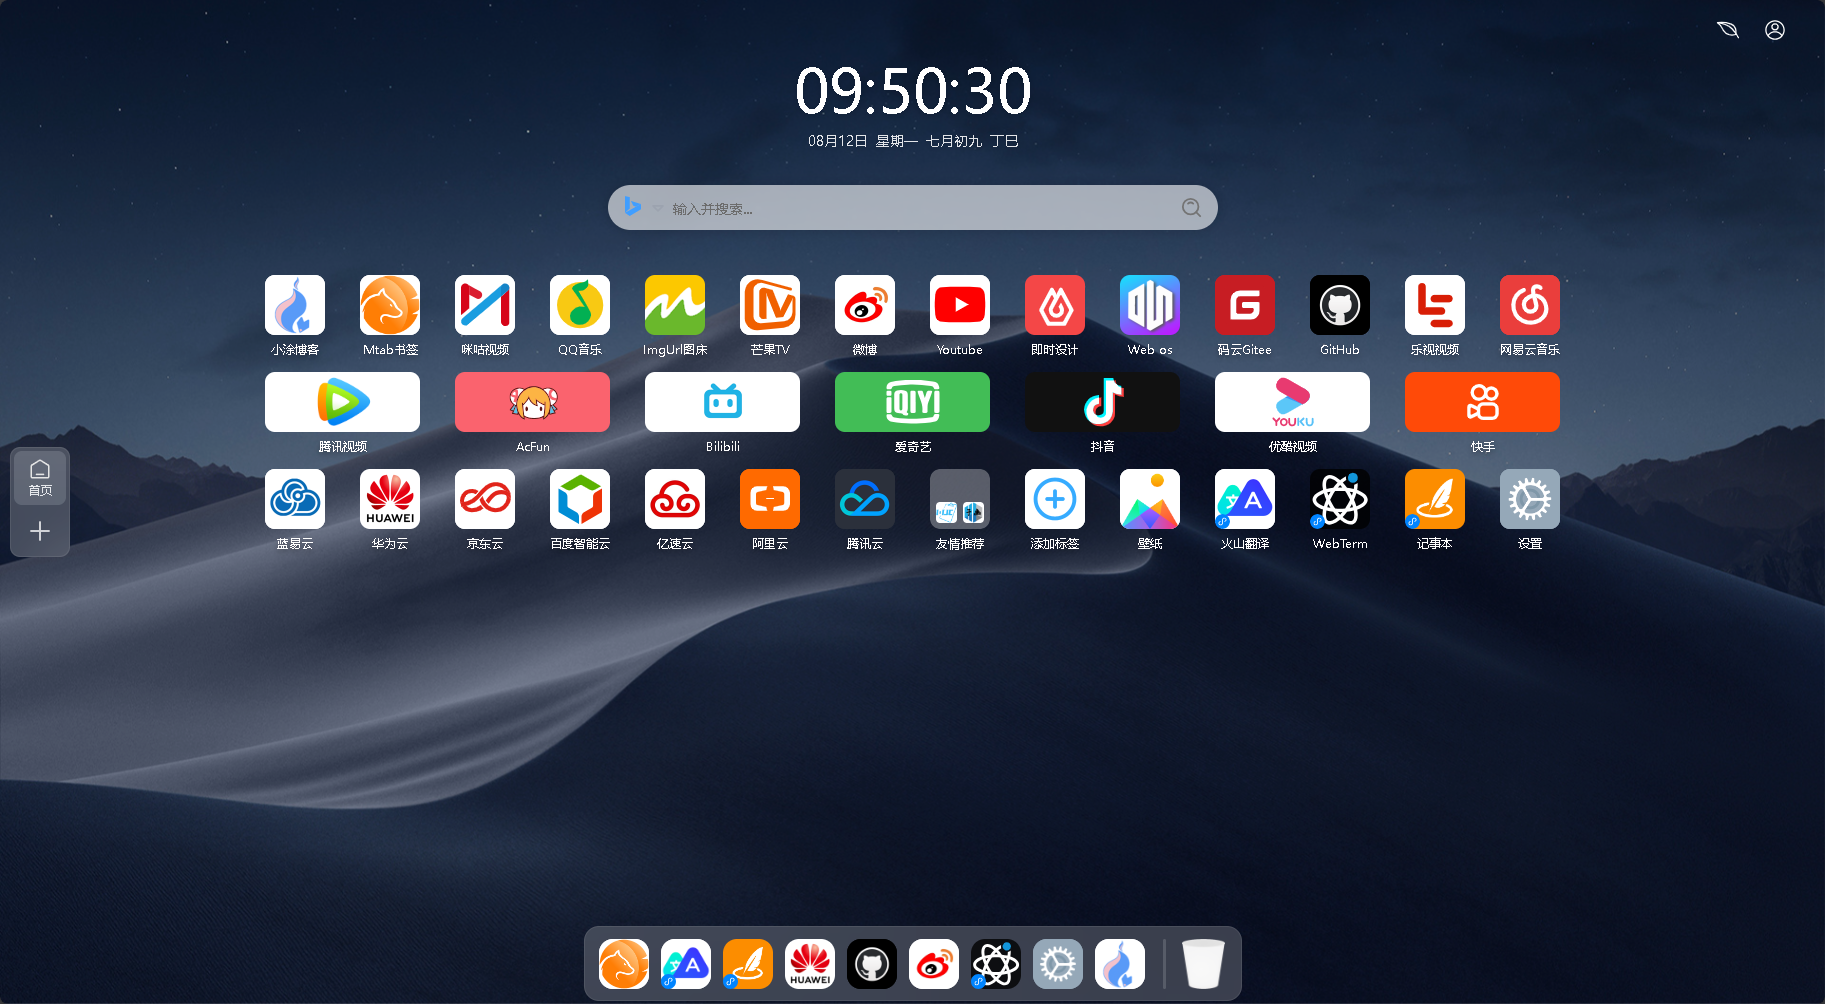 09:50:30
08月12日 星期一 七月初九 丁巳
输入并搜索...
小涂博客 Mtab书签 咪咕视频 QQ音乐 ImgUrl图床 芒果TV 微博 Youtube 即时设计 Web os 码云Gitee GitHub 乐视视频 网易云音乐
iQIYI
YOUKU
腾讯视频 AcFun Bilibili 爱奇艺 抖音 优酷视频 快手
首页
HUAWEI
蓝易云 华为云 京东云 百度智能云 亿速云 阿里云 腾讯云 友情推荐 添加标签 壁纸 火山翻译 WebTerm 记事本 设置
HUAWEI